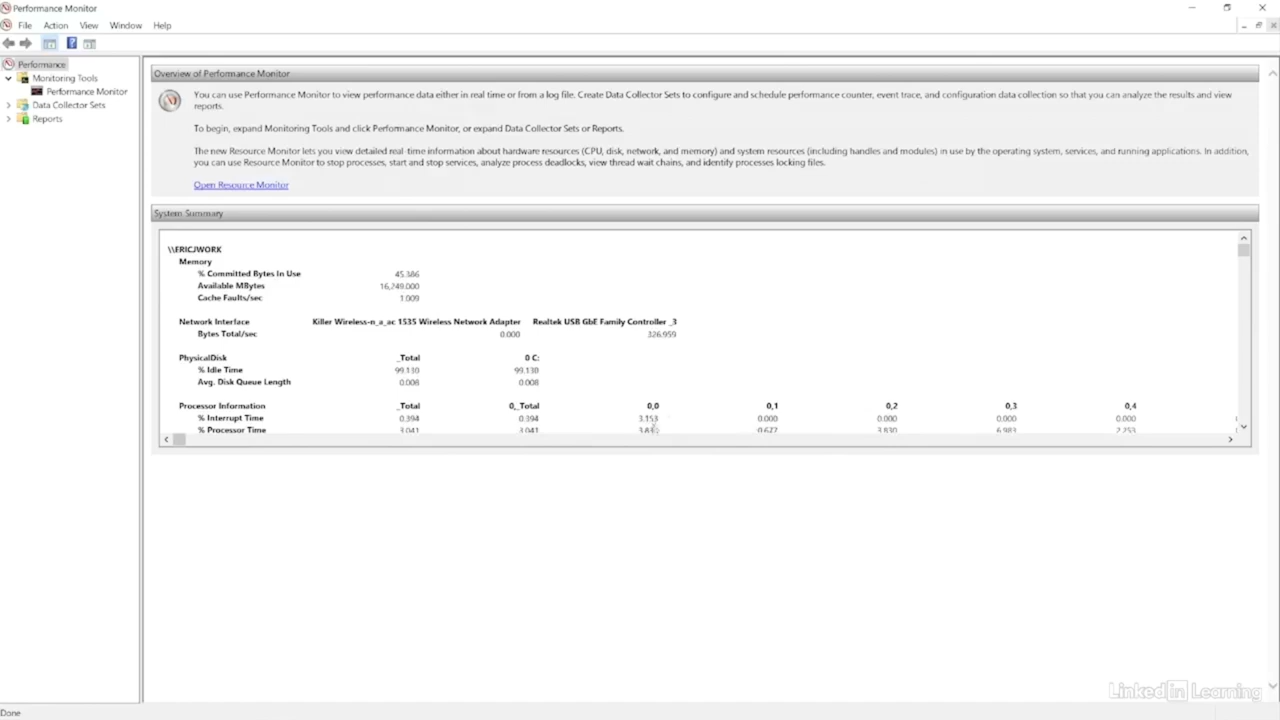 Performance Monitor
File Action View Window Help
Performance
Monitoring Tools
Performance Monitor
Data Collector Sets
Reports
Overview of Performance Monitor
You can use Performance Monitor to view performance data either in real time or from a log file. Create Data Collector Sets to configure and schedule performance counter, event trace, and configuration data collection so that you can analyze the results and view
reports.
To begin, expand Monitoring Tools and click Performance Monitor, or expand Data Collector Sets or Reports.
The new Resource Monitor lets you view detailed real-time information about hardware resources (CPU, disk, network, and memory) and system resources (including handles and modules) in use by the operating system, services, and running applications. In addition,
you can use Resource Monitor to stop processes, start and stop services, analyze process deadlocks, view thread wait chains, and identify processes locking files.
Open Resource Monitor
System Summary
\\ERICJWORK
Memory
% Committed Bytes In Use 45.386
Available MBytes 16,249.000
Cache Faults/sec 1.009
Network Interface Killer Wireless-n_a_ac 1535 Wireless Network Adapter Realtek USB GbE Family Controller _3
Bytes Total/sec 0.000 326.959
PhysicalDisk _Total 0 C:
% Idle Time 99.130 99.130
Avg. Disk Queue Length 0.008 0.008
Processor Information _Total 0,_Total 0,0 0,1 0,2 0,3 0,4
% Interrupt Time 0.394 0.394 3.153 0.000 0.000 0.000 0.000
% Processor Time 3.041 3.041 0.677 3.830 6.983 2.253
Done
Linked in Learning